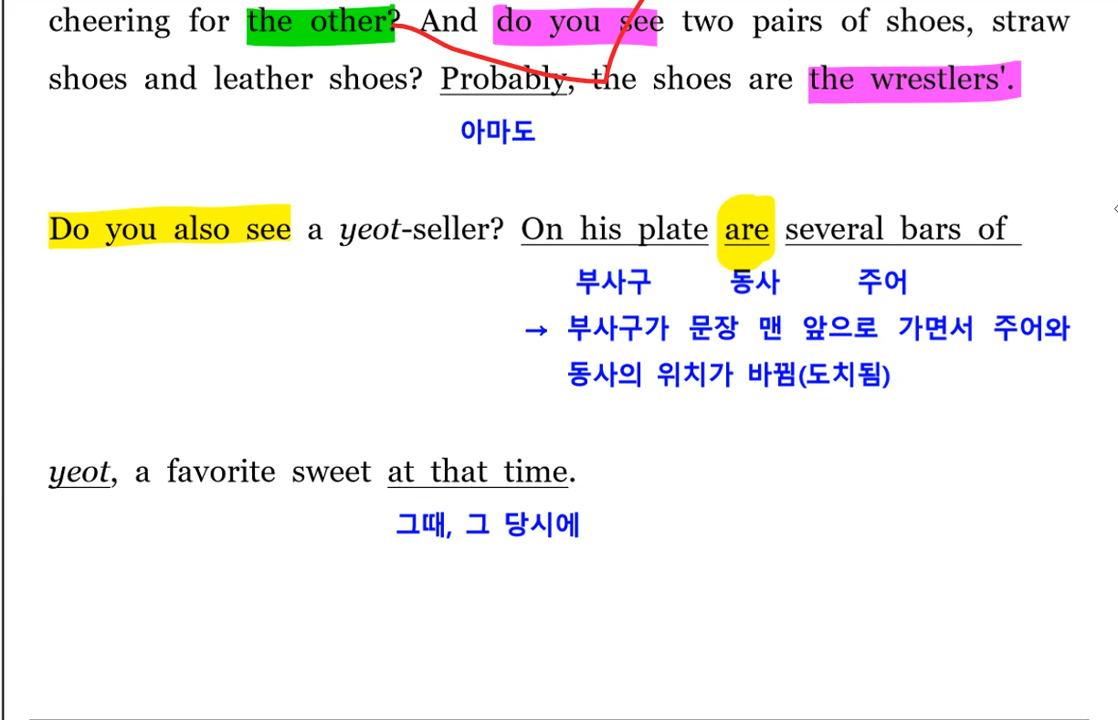 cheering for the other? And do you see two pairs of shoes, straw
shoes and leather shoes? Probably, the shoes are the wrestlers'.
아마도
Do you also see a yeot-seller? On his plate are several bars of
부사구 동사 주어
→ 부사구가 문장 맨 앞으로 가면서 주어와
동사의 위치가 바뀜(도치됨)
yeot, a favorite sweet at that time.
그때, 그 당시에